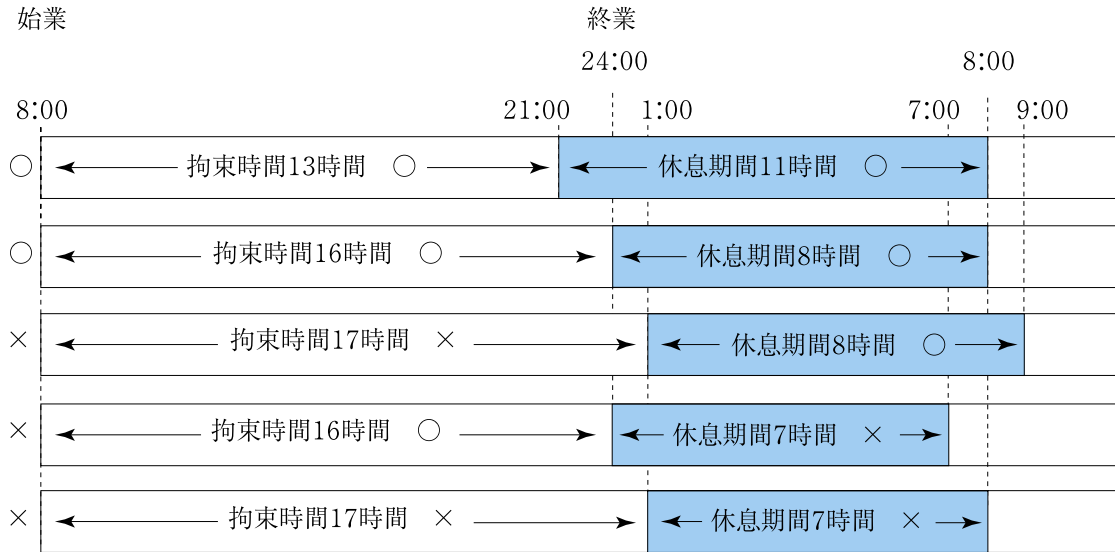 始業 終業
24:00 8:00
8:00 21:00 1:00 7:00 9:00
○ 拘束時間13時間 ○ 休息期間11時間 ○
○ 拘束時間16時間 ○ 休息期間8時間 ○
× 拘束時間17時間 × 休息期間8時間 ○
× 拘束時間16時間 ○ 休息期間7時間 ×
× 拘束時間17時間 × 休息期間7時間 ×